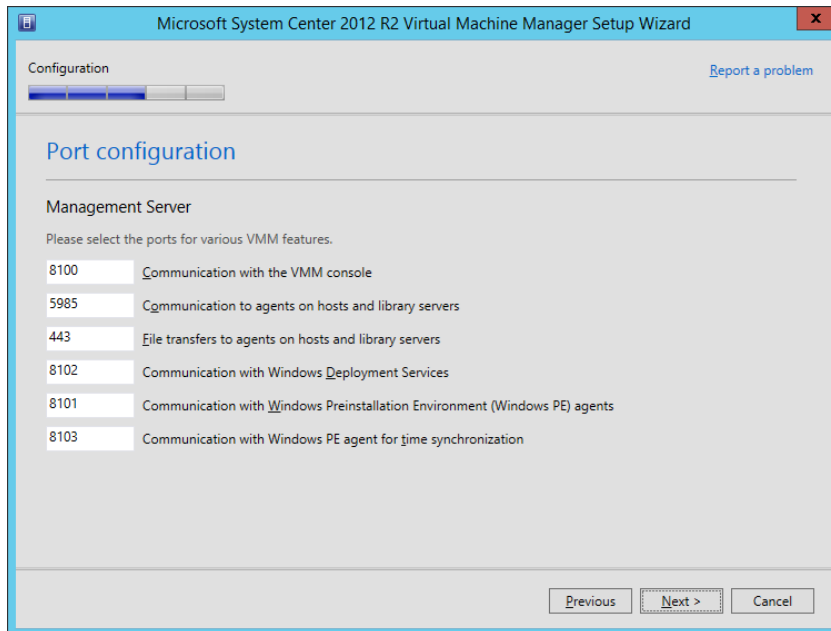 Microsoft System Center 2012 R2 Virtual Machine Manager Setup Wizard
x
Configuration
Report a problem
Port configuration
Management Server
Please select the ports for various VMM features.
8100 Communication with the VMM console
5985 Communication to agents on hosts and library servers
443 File transfers to agents on hosts and library servers
8102 Communication with Windows Deployment Services
8101 Communication with Windows Preinstallation Environment (Windows PE) agents
8103 Communication with Windows PE agent for time synchronization
Previous Next > Cancel